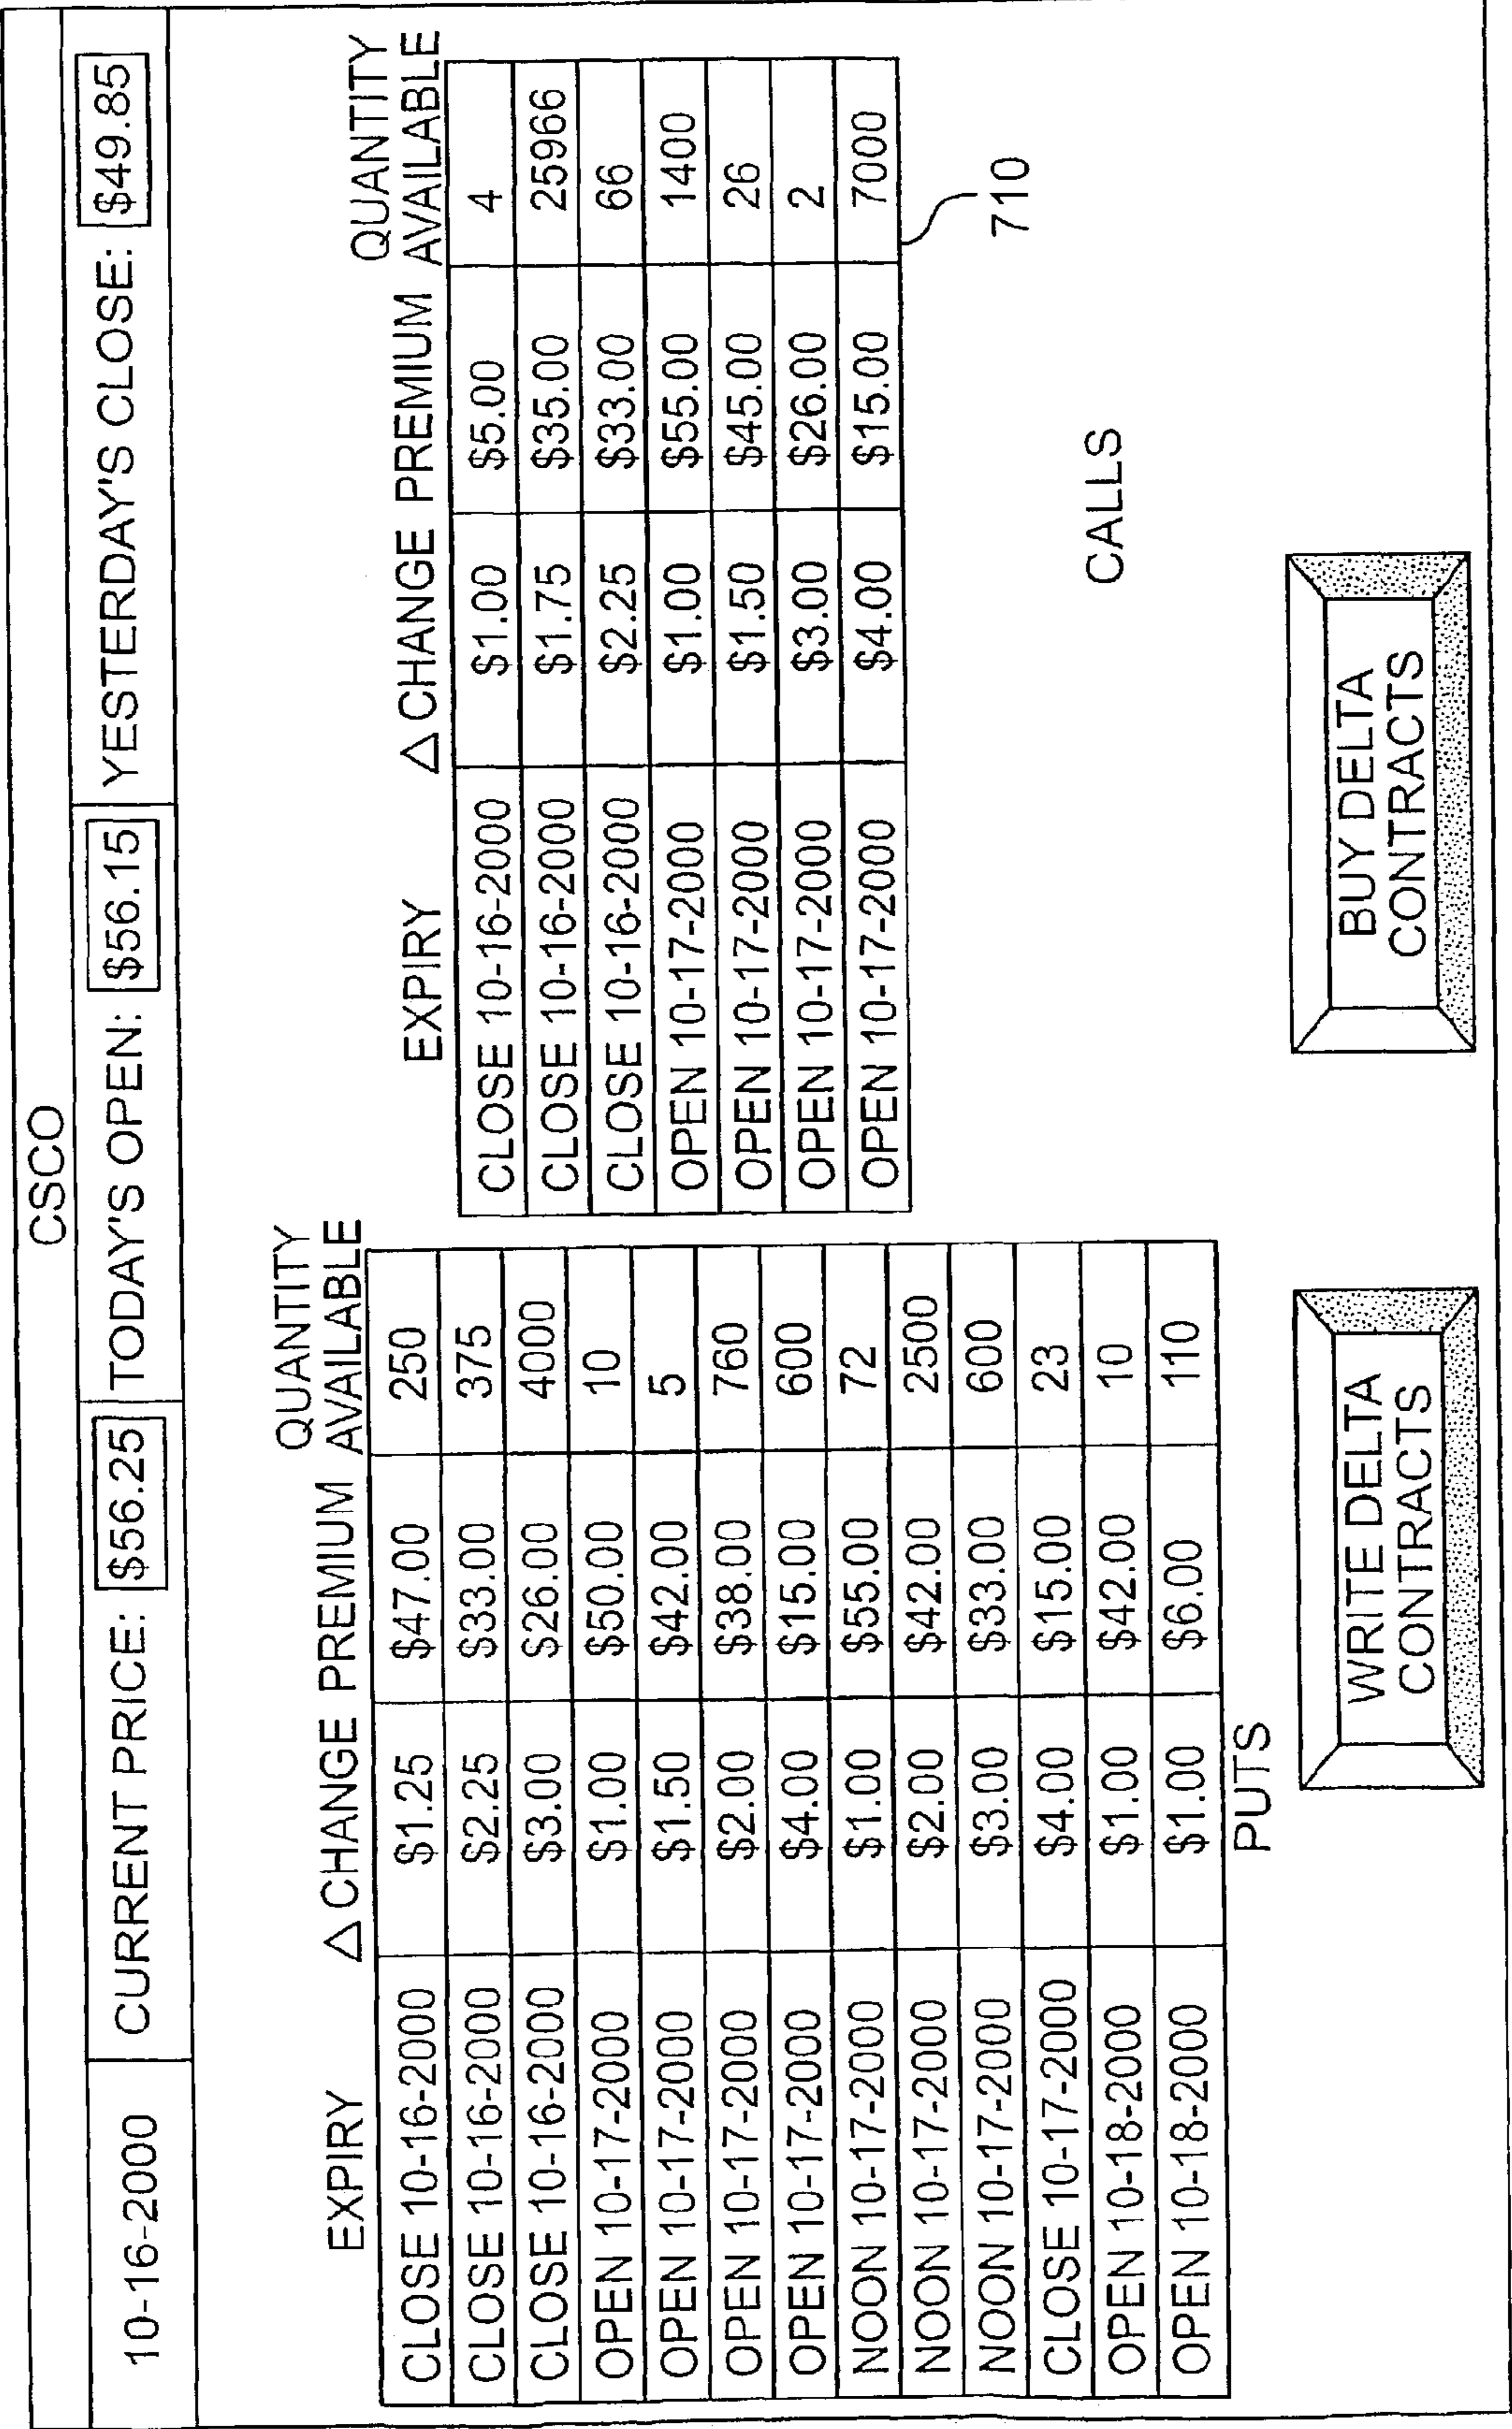 CSCO
10-16-2000 CURRENT PRICE: $56.25 TODAY'S OPEN: $56.15 YESTERDAY'S CLOSE: $49.85
QUANTITY
EXPIRY Δ CHANGE PREMIUM AVAILABLE
CLOSE 10-16-2000 $1.25 $47.00 250
CLOSE 10-16-2000 $2.25 $33.00 375
CLOSE 10-16-2000 $3.00 $26.00 4000
OPEN 10-17-2000 $1.00 $50.00 10
OPEN 10-17-2000 $1.50 $42.00 5
OPEN 10-17-2000 $2.00 $38.00 760
OPEN 10-17-2000 $4.00 $15.00 600
NOON 10-17-2000 $1.00 $55.00 72
NOON 10-17-2000 $2.00 $42.00 2500
NOON 10-17-2000 $3.00 $33.00 600
CLOSE 10-17-2000 $4.00 $15.00 23
OPEN 10-18-2000 $1.00 $42.00 10
OPEN 10-18-2000 $1.00 $6.00 110
PUTS
QUANTITY
EXPIRY Δ CHANGE PREMIUM AVAILABLE
CLOSE 10-16-2000 $1.00 $5.00 4
CLOSE 10-16-2000 $1.75 $35.00 25966
CLOSE 10-16-2000 $2.25 $33.00 66
OPEN 10-17-2000 $1.00 $55.00 1400
OPEN 10-17-2000 $1.50 $45.00 26
OPEN 10-17-2000 $3.00 $26.00 2
OPEN 10-17-2000 $4.00 $15.00 7000
710
CALLS
WRITE DELTA
CONTRACTS
BUY DELTA
CONTRACTS